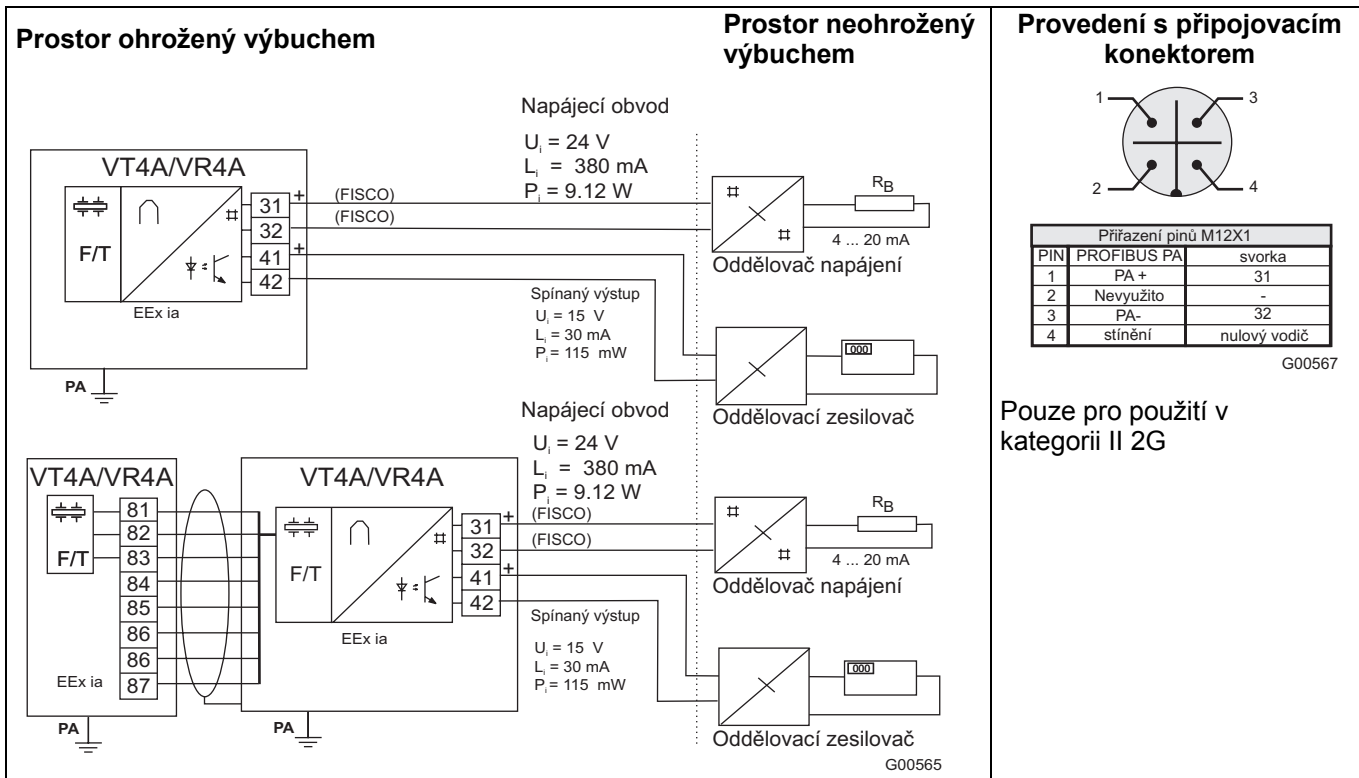 Prostor ohrožený výbuchem
Prostor neohrožený
výbuchem
Napájecí obvod
Ui = 24 V
Li = 380 mA
Pi = 9.12 W
VT4A/VR4A
F/T
EEx ia
31
32
41
42
+
+
(FISCO)
(FISCO)
RB
4 ... 20 mA
Oddělovač napájení
Spínaný výstup
Ui = 15 V
Li = 30 mA
Pi = 115 mW
000
Oddělovací zesilovač
PA
Napájecí obvod
Ui = 24 V
Li = 380 mA
Pi = 9.12 W
VT4A/VR4A
F/T
81
82
83
84
85
86
86
87
EEx ia
PA
VT4A/VR4A
F/T
EEx ia
31
32
41
42
+
+
(FISCO)
(FISCO)
RB
4 ... 20 mA
Oddělovač napájení
Spínaný výstup
Ui = 15 V
Li = 30 mA
Pi = 115 mW
000
Oddělovací zesilovač
PA
G00565
Provedení s připojovacím
konektorem
1
3
2
4
Přiřazení pinů M12X1
PIN PROFIBUS PA svorka
1 PA + 31
2 Nevyužito -
3 PA- 32
4 stínění nulový vodič
G00567
Pouze pro použití v
kategorii II 2G